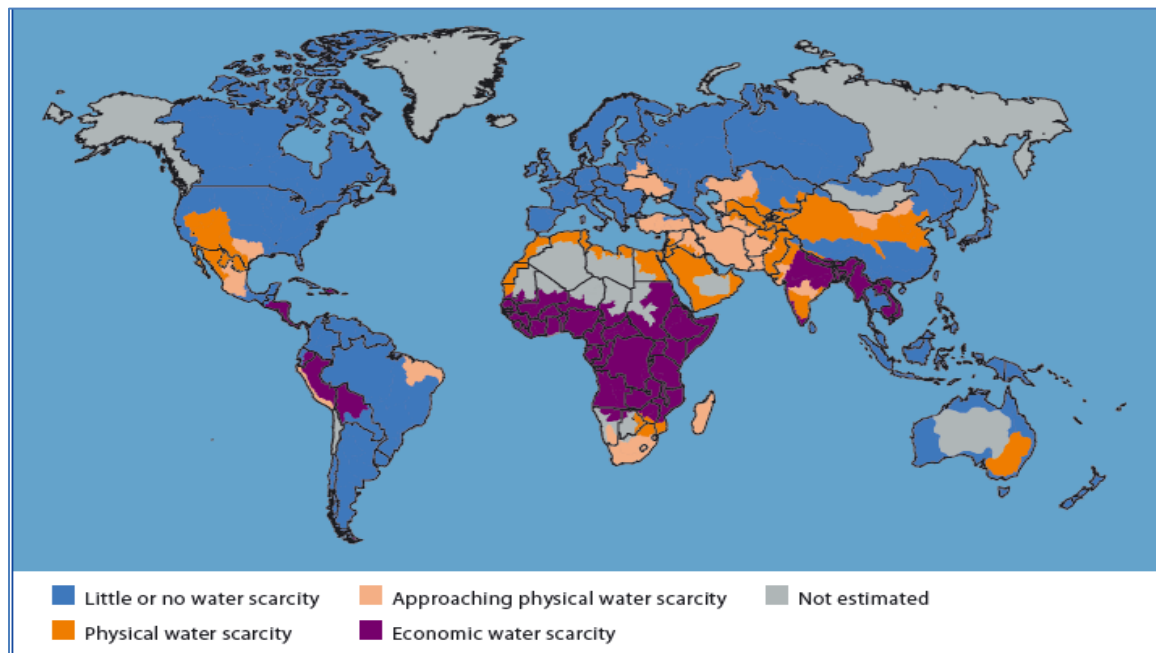 Little or no water scarcity
Approaching physical water scarcity
Not estimated
Physical water scarcity
Economic water scarcity